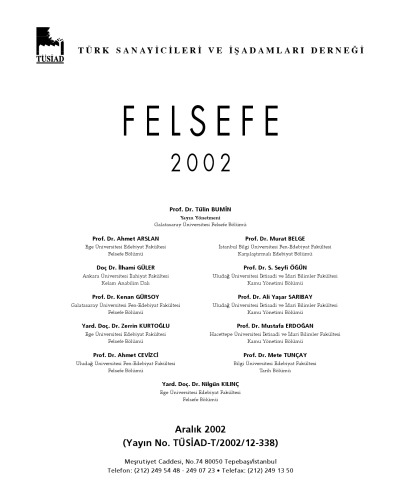 TÜSİAD
TÜRK SANAYİCİLERİ VE İŞADAMLARI DERNEĞİ
FELSEFE
2002
Prof. Dr. Tülin BUMİN
Yayın Yönetmeni
Galatasaray Üniversitesi Felsefe Bölümü
Prof. Dr. Ahmet ARSLAN
Ege Üniversitesi Edebiyat Fakültesi
Felsefe Bölümü
Prof. Dr. Murat BELGE
İstanbul Bilgi Üniversitesi Fen-Edebiyat Fakültesi
Karşılaştırmalı Edebiyat Bölümü
Doç Dr. İlhami GÜLER
Ankara Üniversitesi İlahiyat Fakültesi
Kelam Anabilim Dalı
Prof. Dr. S. Seyfi ÖĞÜN
Uludağ Üniversitesi İktisadi ve İdari Bilimler Fakültesi
Kamu Yönetimi Bölümü
Prof. Dr. Kenan GÜRSOY
Galatasaray Üniversitesi Fen-Edebiyat Fakültesi
Felsefe Bölümü
Prof. Dr. Ali Yaşar SARIBAY
Uludağ Üniversitesi İktisadi ve İdari Bilimler Fakültesi
Kamu Yönetimi Bölümü
Yard. Doç. Dr. Zerrin KURTOĞLU
Ege Üniversitesi Edebiyat Fakültesi
Felsefe Bölümü
Prof. Dr. Mustafa ERDOĞAN
Hacettepe Üniversitesi İktisadi ve İdari Bilimler Fakültesi
Kamu Yönetimi Bölümü
Prof. Dr. Ahmet CEVİZCİ
Uludağ Üniversitesi Fen-Edebiyat Fakültesi
Felsefe Bölümü
Prof. Dr. Mete TUNÇAY
Bilgi Üniversitesi Edebiyat Fakültesi
Tarih Bölümü
Yard. Doç. Dr. Nilgün KILINÇ
Ege Üniversitesi Edebiyat Fakültesi
Felsefe Bölümü
Aralık 2002
(Yayın No. TÜSİAD-T/2002/12-338)
Meşrutiyet Caddesi, No.74 80050 Tepebaşı/İstanbul
Telefon: (212) 249 54 48 - 249 07 23 • Telefax: (212) 249 13 50